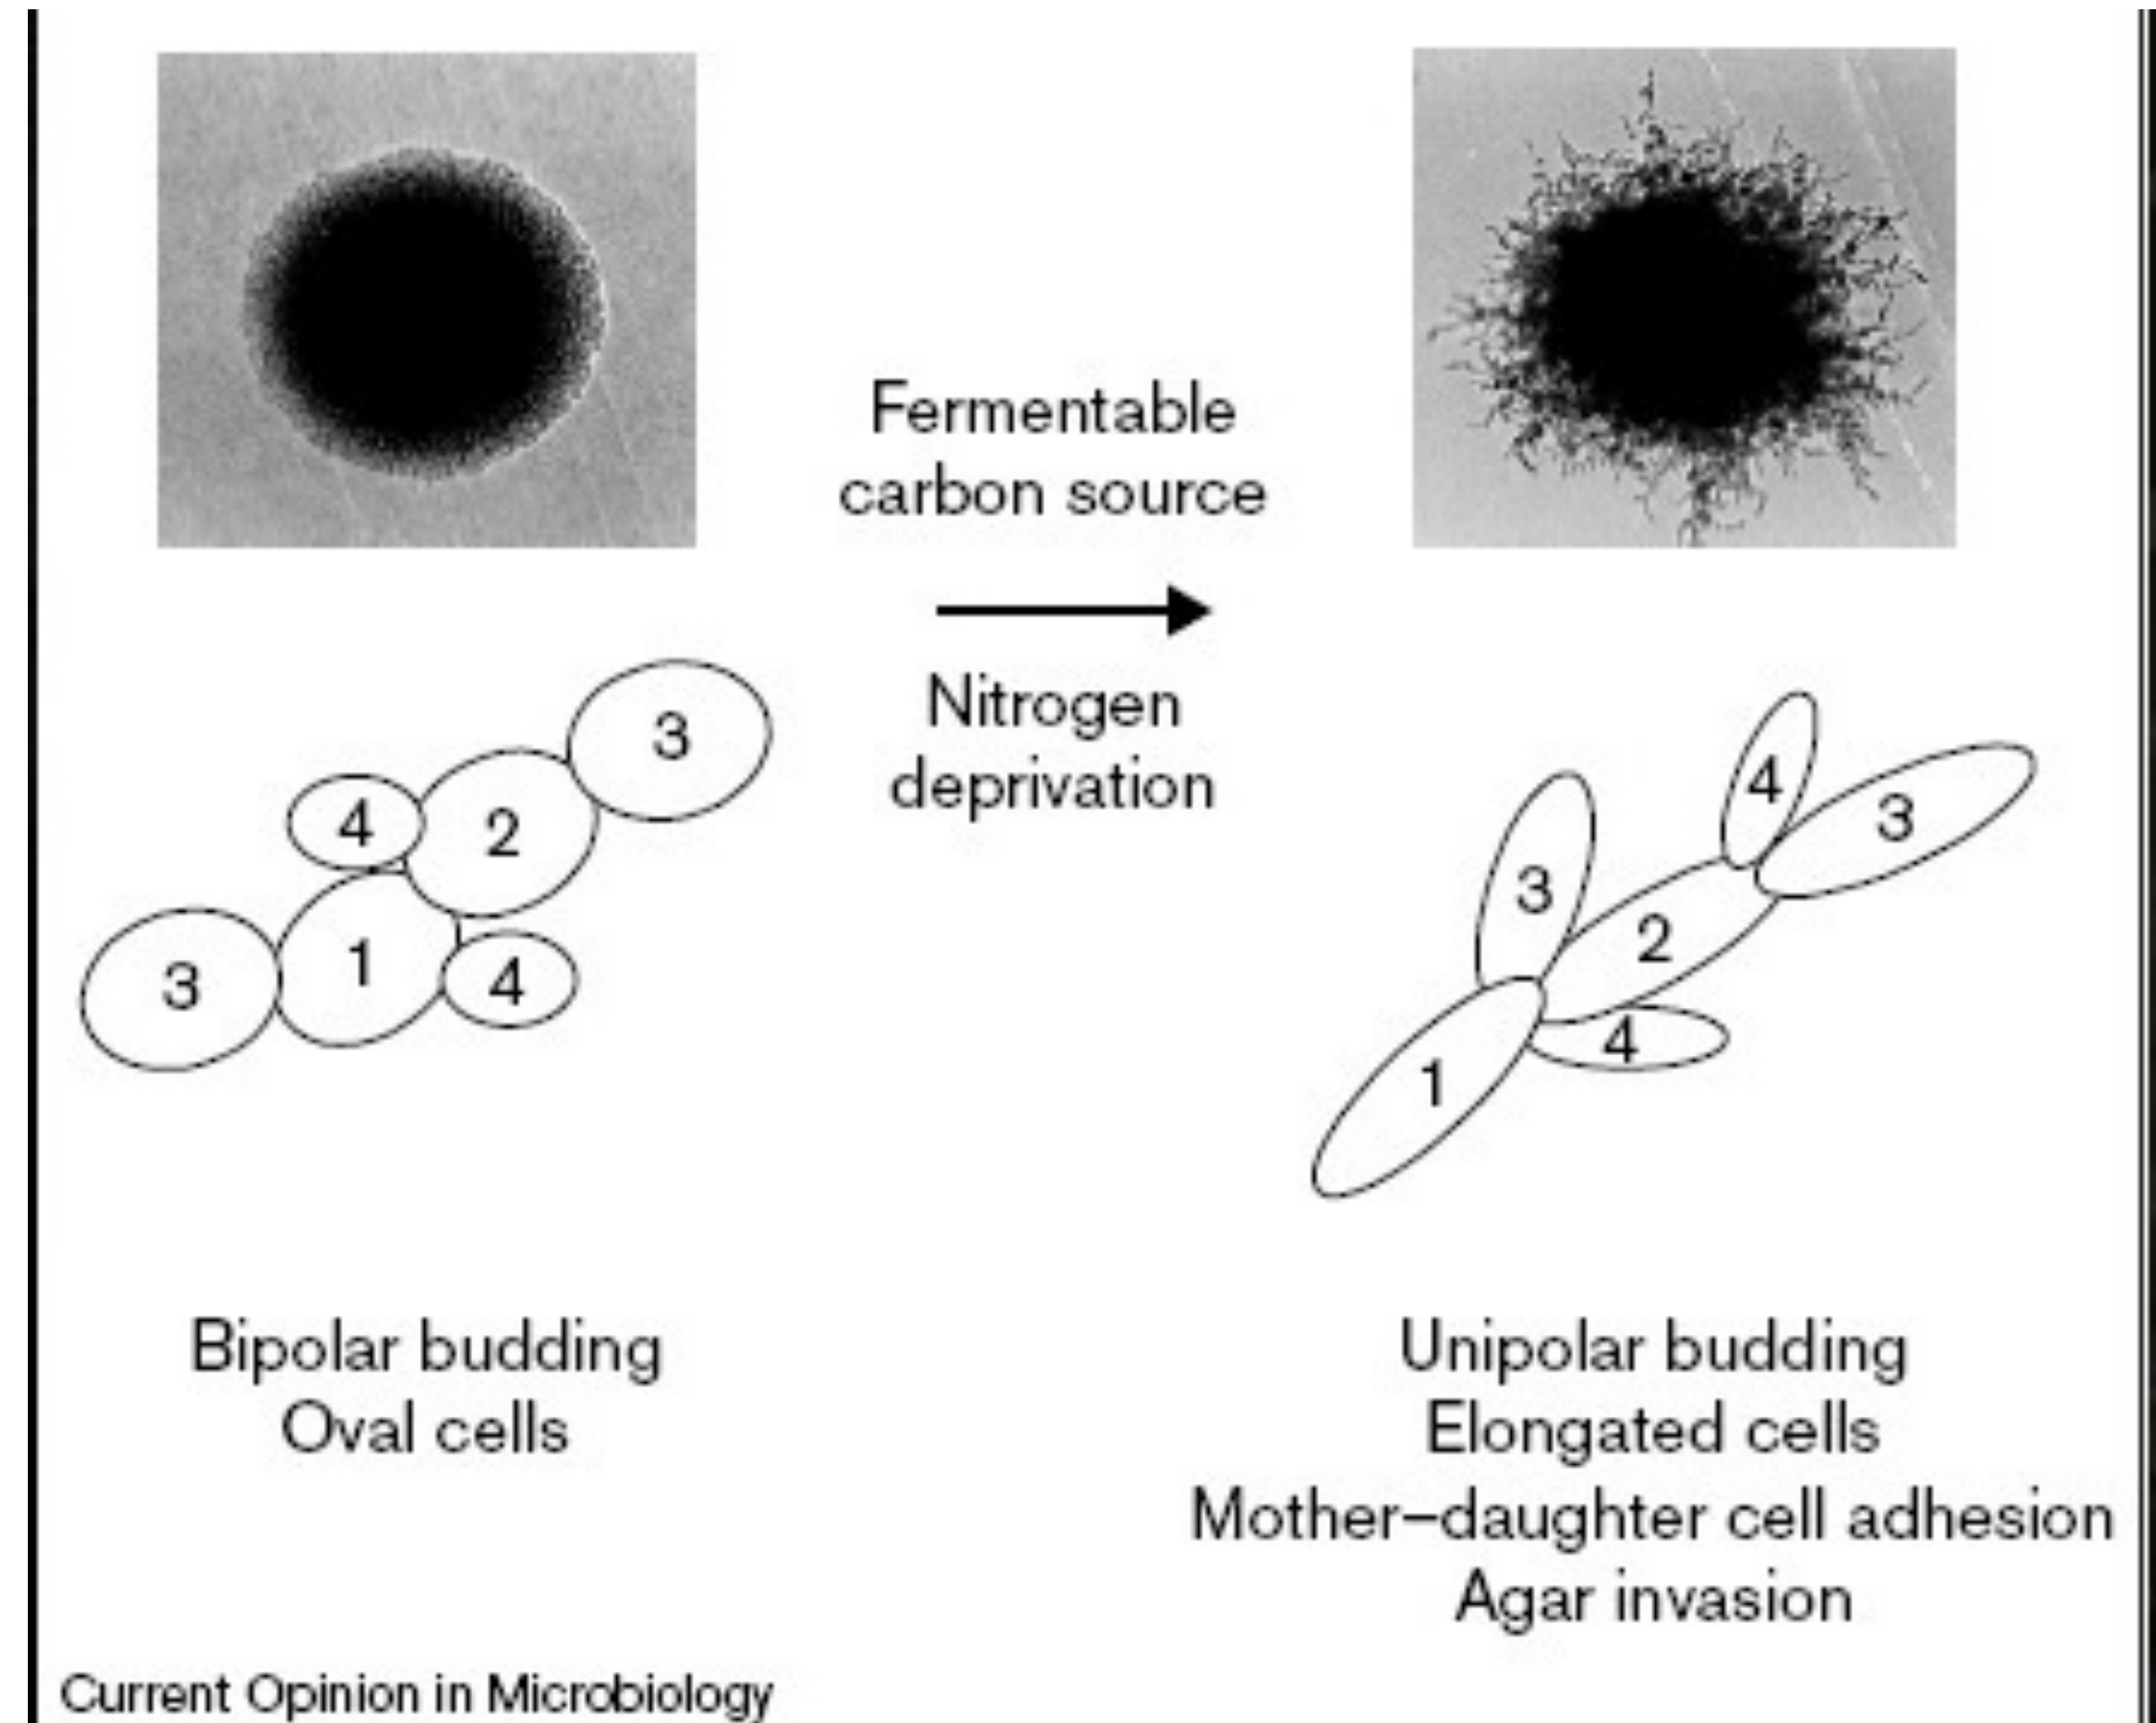 Fermentable
carbon source
Nitrogen
deprivation
3
4
2
3
1
4
4
3
3
2
4
1
Bipolar budding
Oval cells
Unipolar budding
Elongated cells
Mother–daughter cell adhesion
Agar invasion
Current Opinion in Microbiology